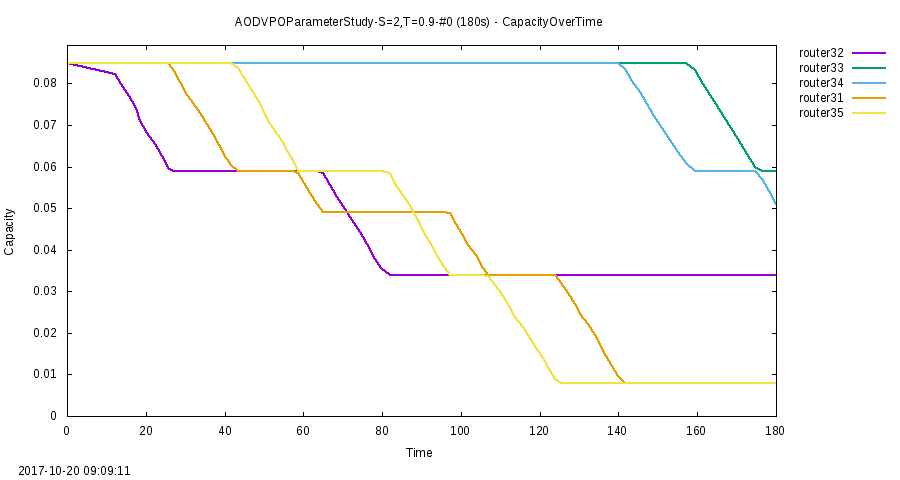 AODVPOParameterStudy-S=2,T=0.9-#0 (180s) - CapacityOverTime
router32
router33
router34
router31
router35
0.08
0.07
0.06
0.05
0.04
0.03
0.02
0.01
0
Capacity
0 20 40 60 80 100 120 140 160 180
Time
2017-10-20 09:09:11